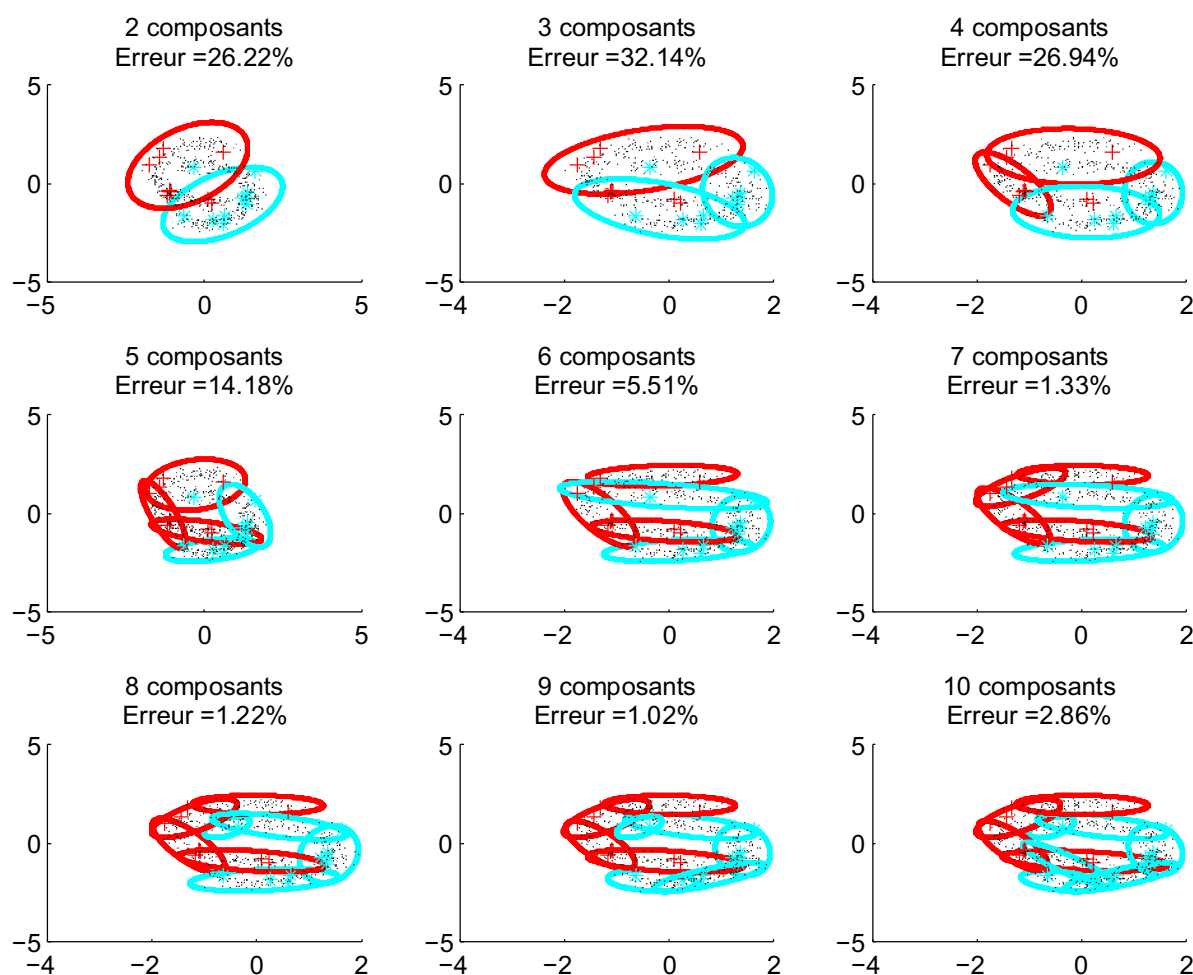 2 composants
Erreur =26.22%
5
0
−5
−5 0 5
3 composants
Erreur =32.14%
5
0
−5
−4 −2 0 2
4 composants
Erreur =26.94%
5
0
−5
−4 −2 0 2
5 composants
Erreur =14.18%
5
0
−5
−5 0 5
6 composants
Erreur =5.51%
5
0
−5
−4 −2 0 2
7 composants
Erreur =1.33%
5
0
−5
−4 −2 0 2
8 composants
Erreur =1.22%
5
0
−5
−4 −2 0 2
9 composants
Erreur =1.02%
5
0
−5
−4 −2 0 2
10 composants
Erreur =2.86%
5
0
−5
−4 −2 0 2